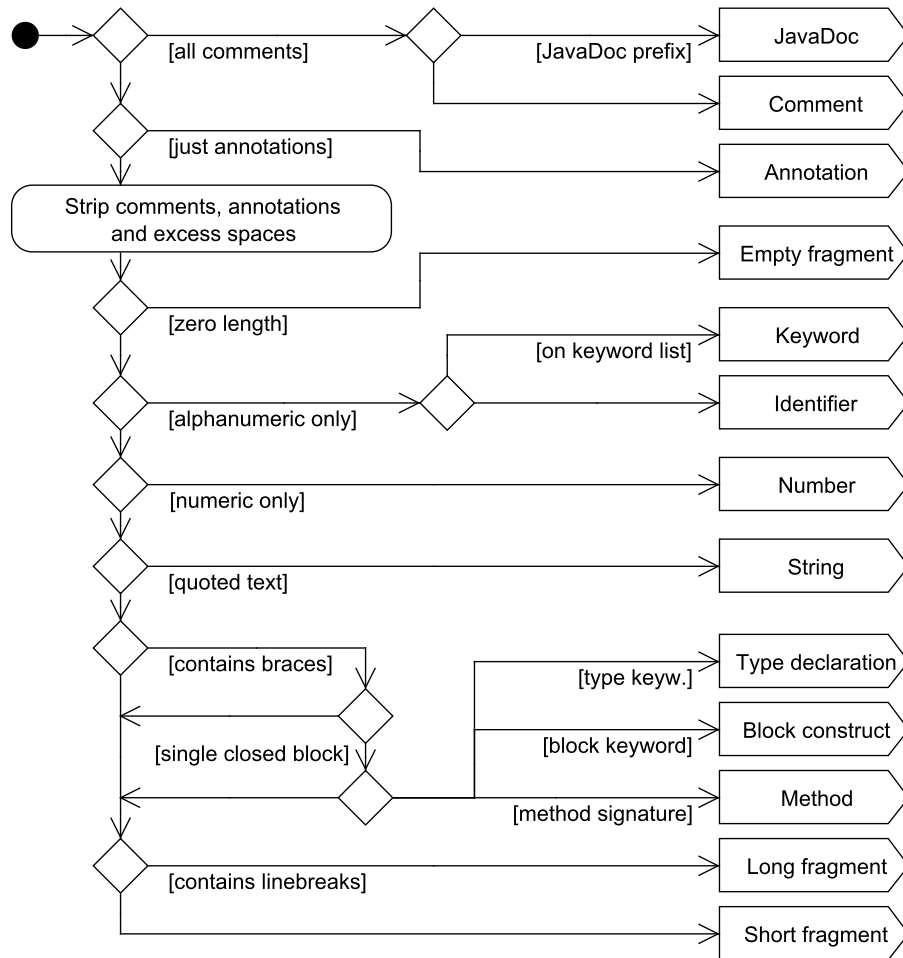 [all comments]
[JavaDoc prefix]
JavaDoc
Comment
[just annotations]
Annotation
Strip comments, annotations
and excess spaces
Empty fragment
[zero length]
Keyword
[on keyword list]
[alphanumeric only]
Identifier
[numeric only]
Number
[quoted text]
String
[contains braces]
Type declaration
[type keyw.]
[single closed block]
Block construct
[block keyword]
Method
[method signature]
Long fragment
[contains linebreaks]
Short fragment